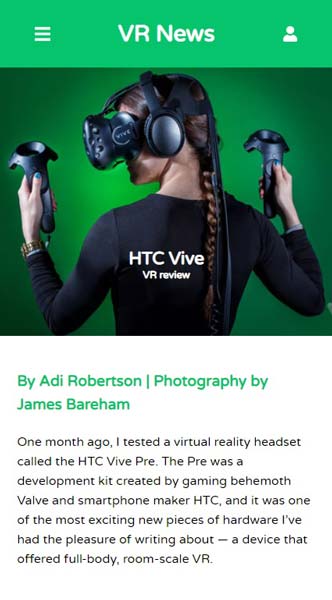 VR News
VIVE
HTC Vive
VR review
By Adi Robertson | Photography by
James Bareham
One month ago, I tested a virtual reality headset
called the HTC Vive Pre. The Pre was a
development kit created by gaming behemoth
Valve and smartphone maker HTC, and it was one
of the most exciting new pieces of hardware I've
had the pleasure of writing about — a device that
offered full-body, room-scale VR.